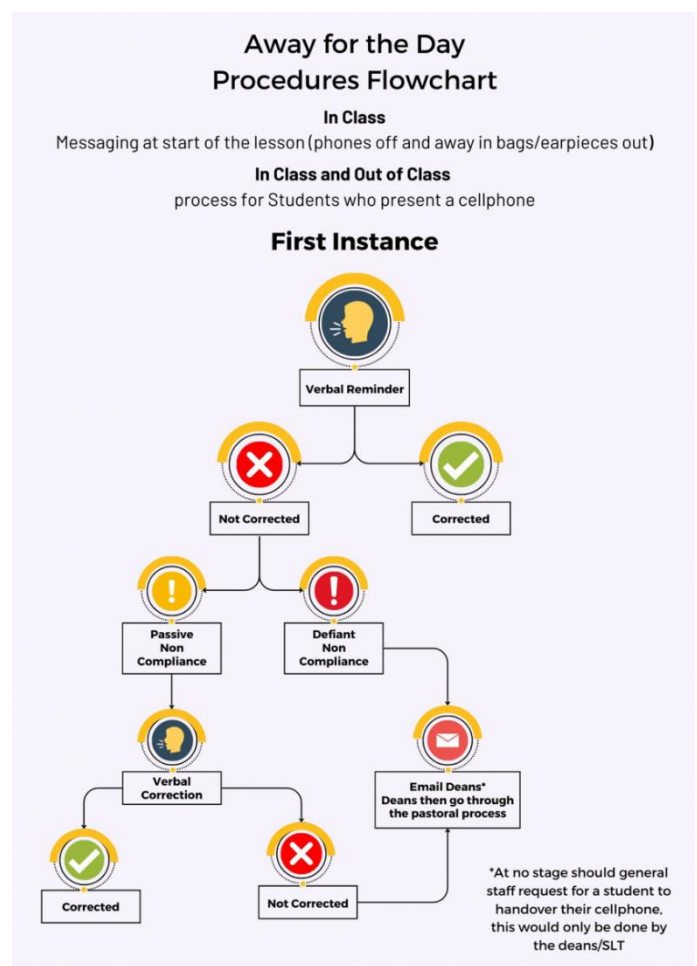 Away for the Day
Procedures Flowchart
In Class
Messaging at start of the lesson (phones off and away in bags/earpieces out)
In Class and Out of Class
process for Students who present a cellphone
First Instance
Verbal Reminder
Not Corrected
Corrected
Passive
Non
Compliance
Defiant
Non
Compliance
Verbal
Correction
Email Deans*
Deans then go through
the pastoral process
Corrected
Not Corrected
*At no stage should general
staff request for a student to
handover their cellphone,
this would only be done by
the deans/SLT